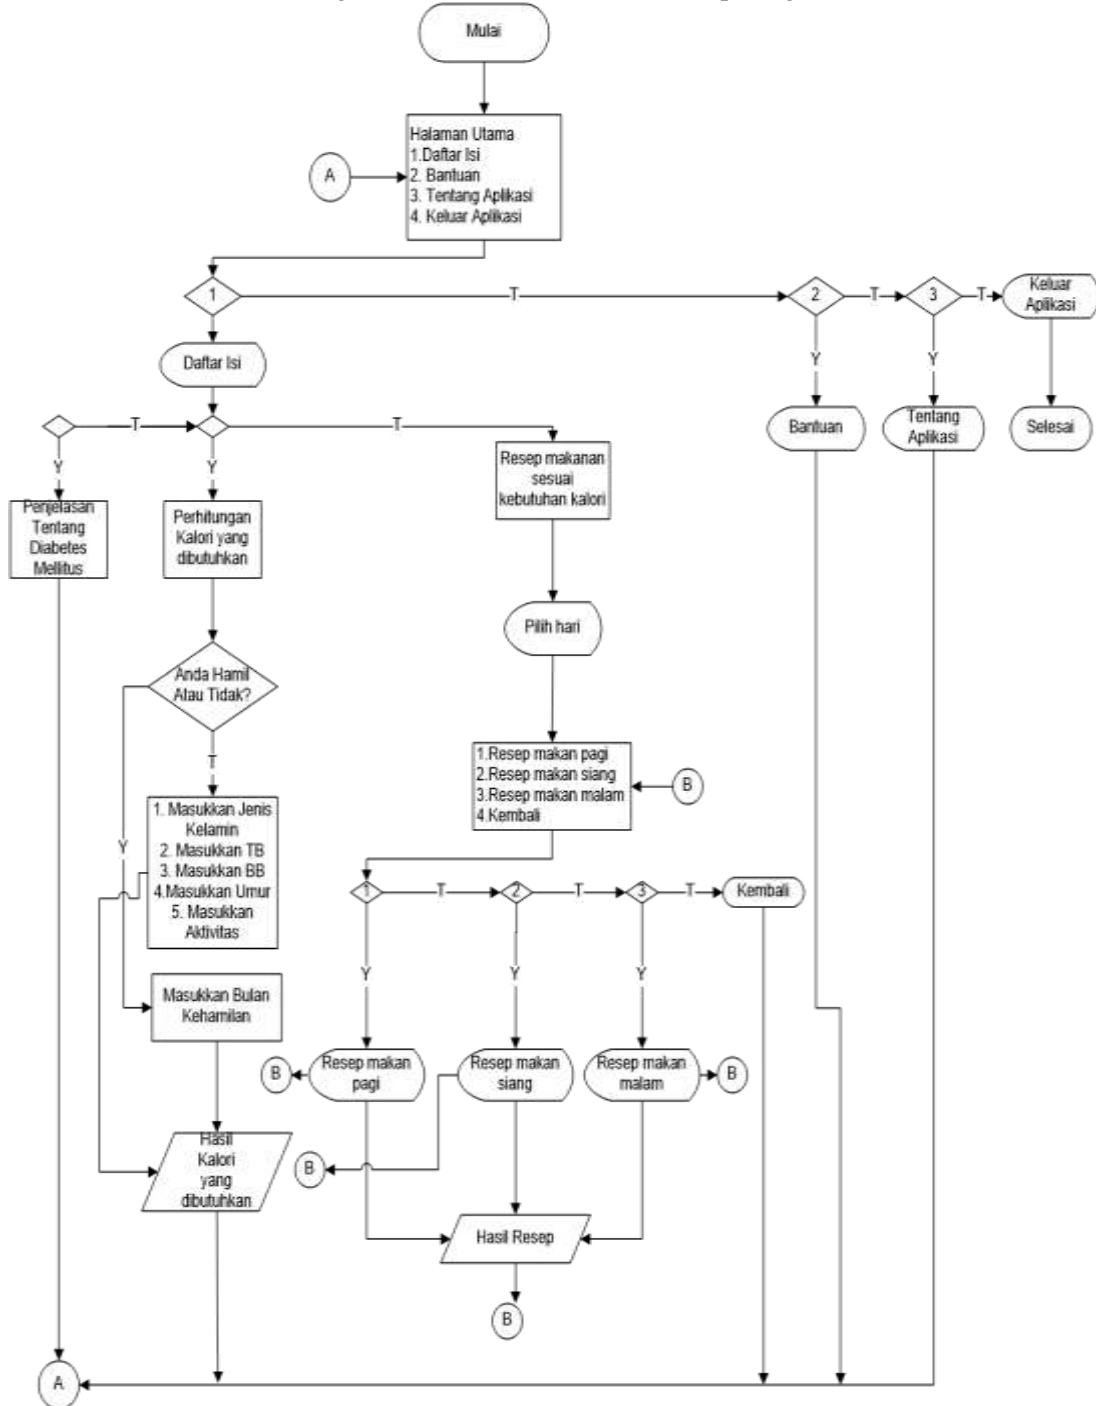 Mulai
Halaman Utama
1.Daftar Isi
2. Bantuan
3. Tentang Aplikasi
4. Keluar Aplikasi
A
1
T
2
T
3
T
Keluar
Aplikasi
Y
Y
Daftar Isi
Bantuan
Tentang
Aplikasi
Selesai
T
T
Y
Y
Resep makanan
sesuai
kebutuhan kalori
Penjelasan
Tentang
Diabetes
Mellitus
Perhitungan
Kalori yang
dibutuhkan
Pilih hari
Anda Hamil
Atau Tidak?
T
Y
1.Resep makan pagi
2.Resep makan siang
3.Resep makan malam
4.Kembali
B
1. Masukkan Jenis
Kelamin
2. Masukkan TB
3. Masukkan BB
4.Masukkan Umur
5. Masukkan
Aktivitas
1
T
2
T
3
T
Kembali
Y
Y
Y
Masukkan Bulan
Kehamilan
B
Resep makan
pagi
Resep makan
siang
Resep makan
malam
B
B
Hasil
Kalori
yang
dibutuhkan
Hasil Resep
B
A